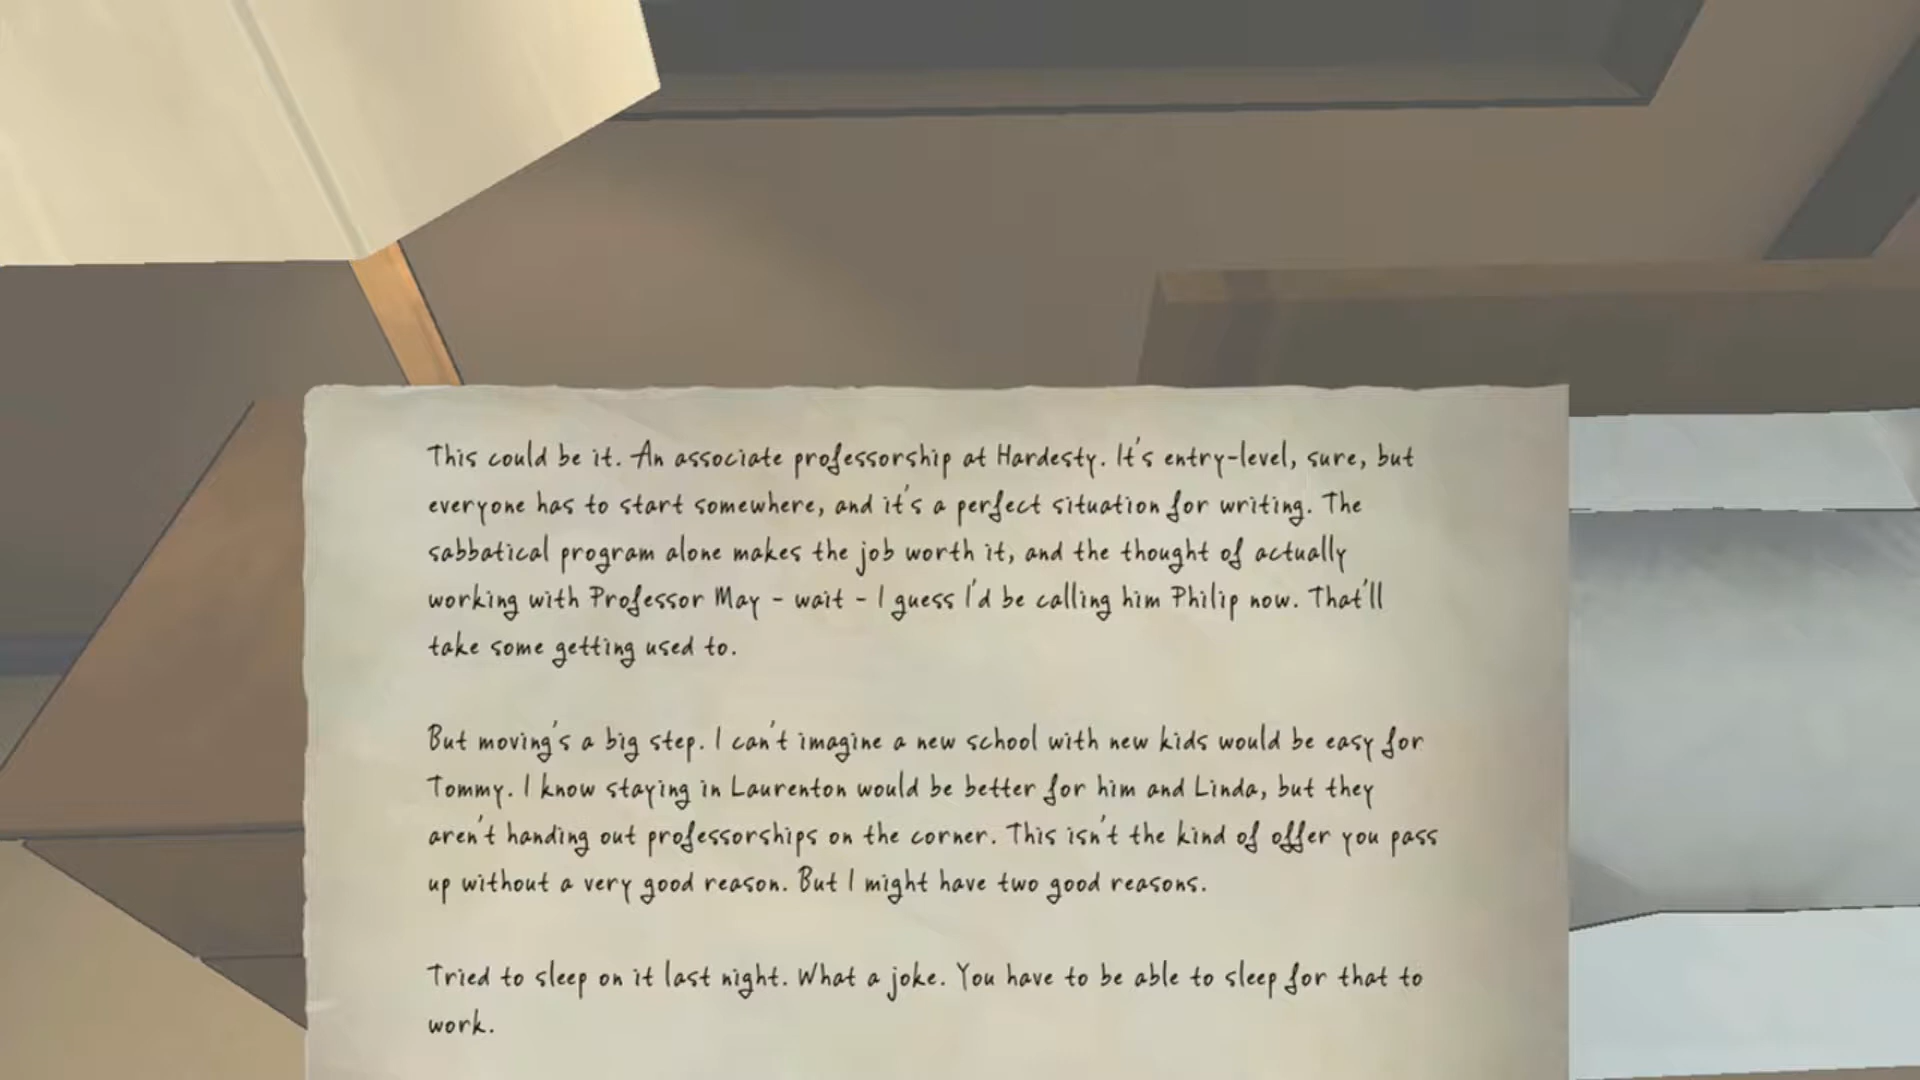 This could be it. An associate professorship at Hardesty. It's entry-level, sure, but
everyone has to start somewhere, and it's a perfect situation for writing. The
sabbatical program alone makes the job worth it, and the thought of actually
working with Professor May - wait - I guess I'd be calling him Philip now. That'll
take some getting used to.
But moving's a big step. I can't imagine a new school with new kids would be easy for
Tommy. I know staying in Laurenton would be better for him and Linda, but they
aren't handing out professorships on the corner. This isn't the kind of offer you pass
up without a very good reason. But I might have two good reasons.
Tried to sleep on it last night. What a joke. You have to be able to sleep for that to
work.